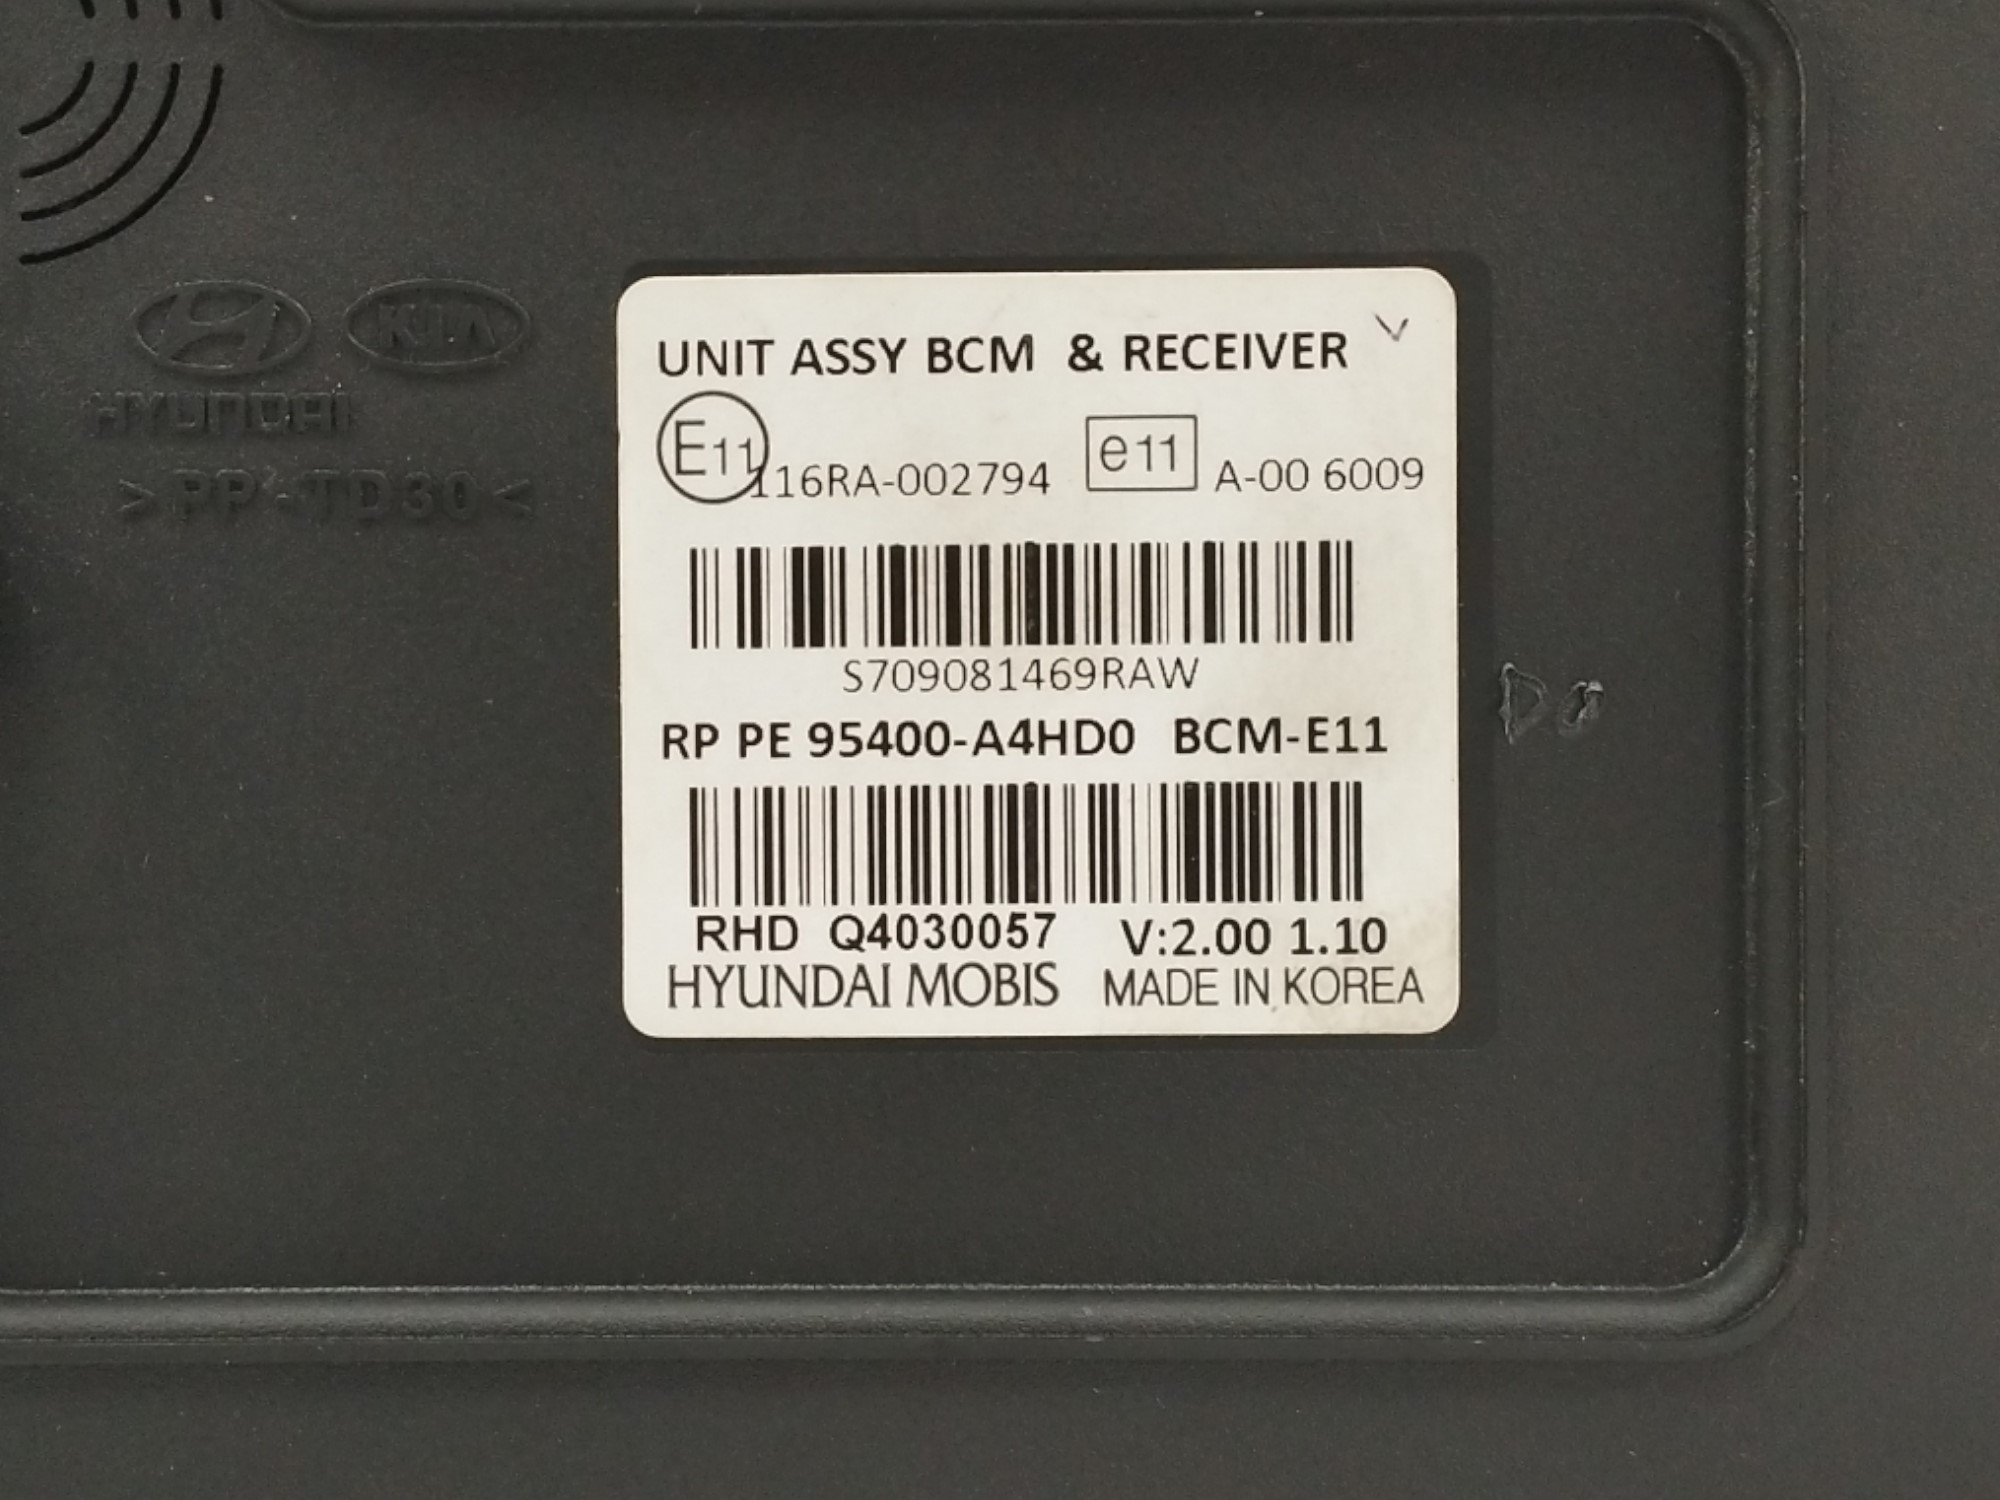 KIA
HYUNDAI
>PP-TD30<
UNIT ASSY BCM & RECEIVER
E11 116RA-002794 e11 A-00 6009
S709081469RAW
RP PE 95400-A4HD0 BCM-E11
RHD Q4030057 V:2.00 1.10
HYUNDAI MOBIS MADE IN KOREA